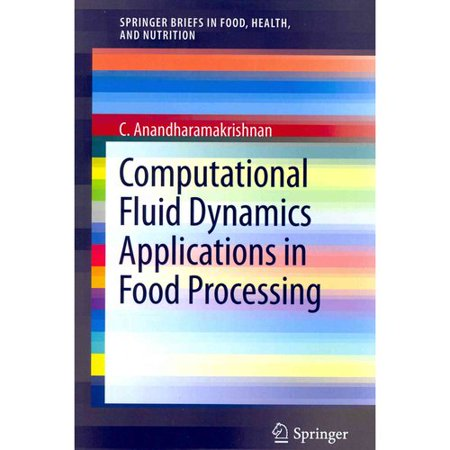 SPRINGER BRIEFS IN FOOD, HEALTH,
AND NUTRITION
C. Anandharamakrishnan
Computational
Fluid Dynamics
Applications in
Food Processing
Springer